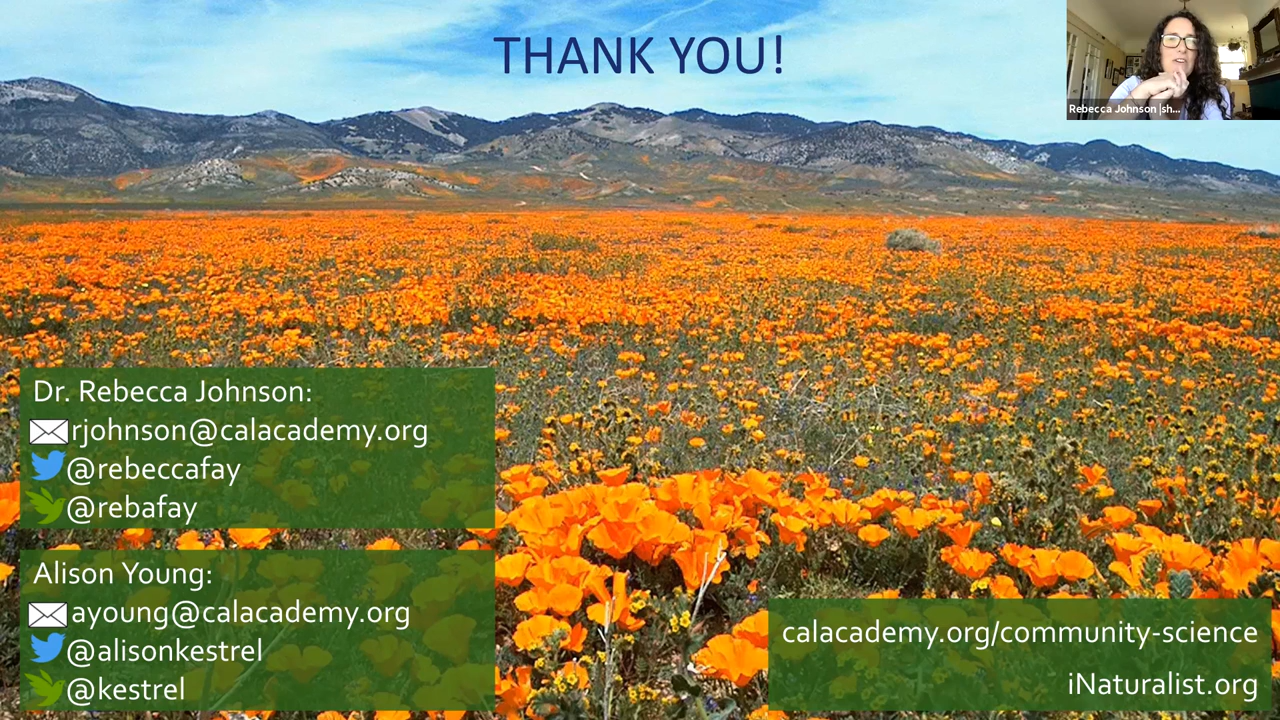 THANK YOU!
Rebecca Johnson |sh...
Dr. Rebecca Johnson:
rjohnson@calacademy.org
@rebeccafay
@rebafay
Alison Young:
ayoung@calacademy.org
@alisonkestrel
@kestrel
calacademy.org/community-science
iNaturalist.org